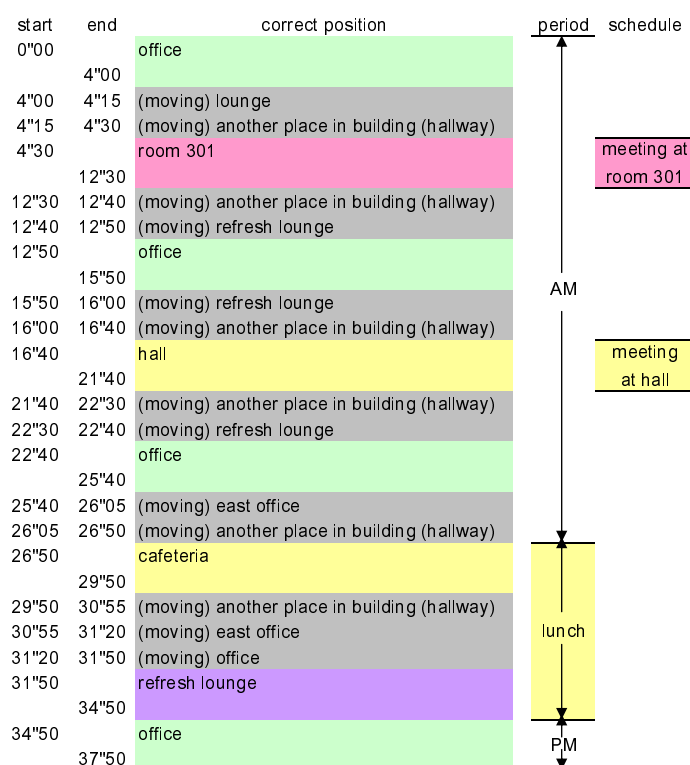 start end correct position period schedule
0"00 office
4"00
4"00 4"15 (moving) lounge
4"15 4"30 (moving) another place in building (hallway)
4"30 room 301 meeting at
12"30 room 301
12"30 12"40 (moving) another place in building (hallway)
12"40 12"50 (moving) refresh lounge
12"50 office
15"50
AM
15"50 16"00 (moving) refresh lounge
16"00 16"40 (moving) another place in building (hallway)
16"40 hall meeting
21"40 at hall
21"40 22"30 (moving) another place in building (hallway)
22"30 22"40 (moving) refresh lounge
22"40 office
25"40
25"40 26"05 (moving) east office
26"05 26"50 (moving) another place in building (hallway)
26"50 cafeteria
29"50
29"50 30"55 (moving) another place in building (hallway)
30"55 31"20 (moving) east office lunch
31"20 31"50 (moving) office
31"50 refresh lounge
34"50
34"50 office
PM
37"50